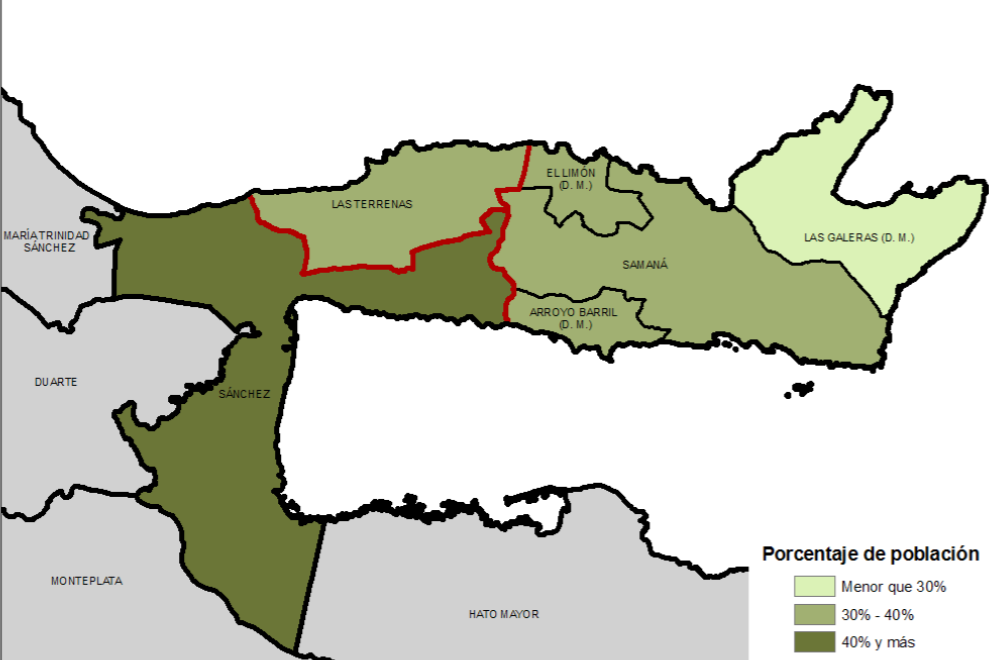 EL LIMÓN
(D. M.)
LAS TERRENAS
MARÍA TRINIDAD
SÁNCHEZ
LAS GALERAS (D. M.)
SAMANÁ
ARROYO BARRIL
(D. M.)
DUARTE
SÁNCHEZ
Porcentaje de población
MONTEPLATA
Menor que 30%
HATO MAYOR
30% - 40%
40% y más